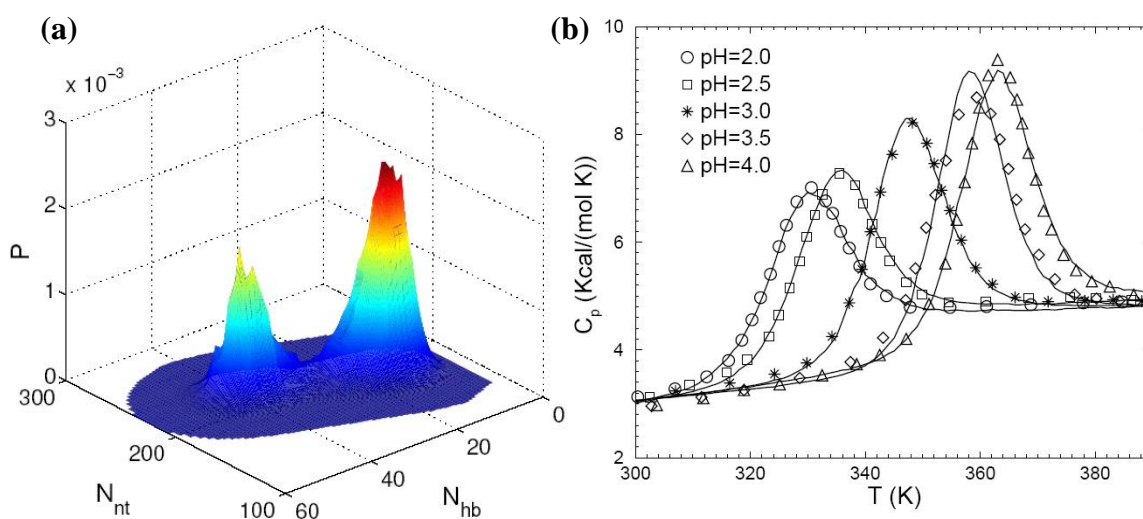 (a)
x 10⁻³
3
2
1
0
P
300
200
100
N_nt
60
40
20
0
N_hb
(b)
pH=2.0
pH=2.5
pH=3.0
pH=3.5
pH=4.0
10
8
6
4
2
C_p (Kcal/(mol K))
300 320 340 360 380
T (K)